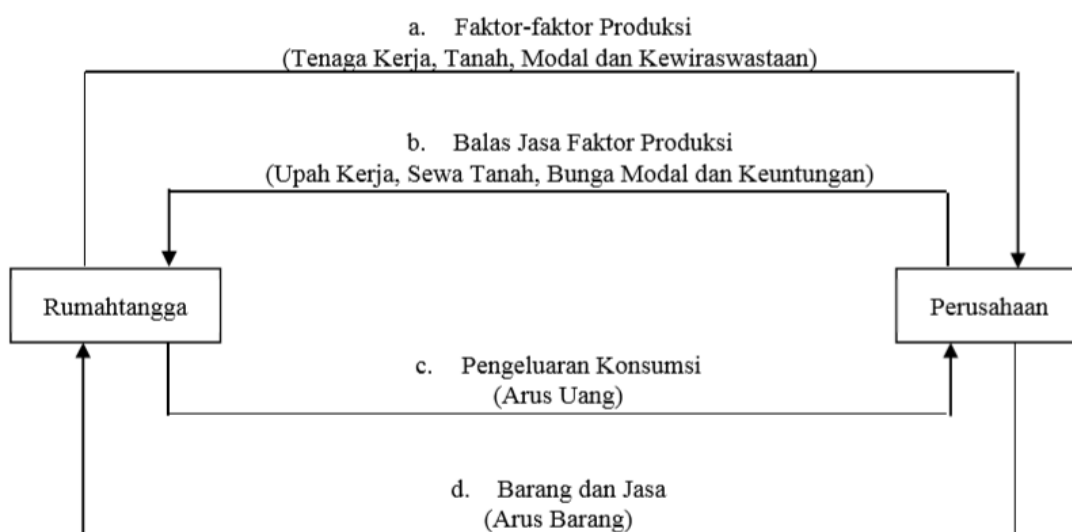 a. Faktor-faktor Produksi
(Tenaga Kerja, Tanah, Modal dan Kewiraswastaan)
b. Balas Jasa Faktor Produksi
(Upah Kerja, Sewa Tanah, Bunga Modal dan Keuntungan)
Rumahtangga
Perusahaan
c. Pengeluaran Konsumsi
(Arus Uang)
d. Barang dan Jasa
(Arus Barang)